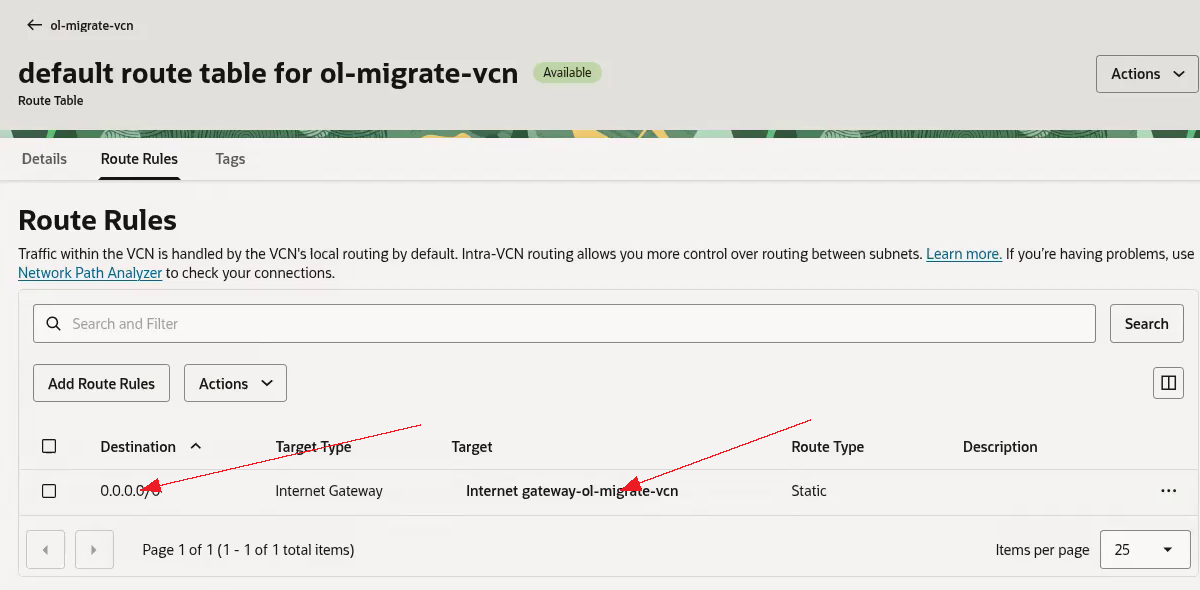 ol-migrate-vcn
default route table for ol-migrate-vcn Available
Route Table
Actions
Details Route Rules Tags
Route Rules
Traffic within the VCN is handled by the VCN's local routing by default. Intra-VCN routing allows you more control over routing between subnets. Learn more. If you're having problems, use
Network Path Analyzer to check your connections.
Search and Filter Search
Add Route Rules Actions
Destination Target Type Target Route Type Description
0.0.0.0/0 Internet Gateway Internet gateway-ol-migrate-vcn Static
Page 1 of 1 (1 - 1 of 1 total items) Items per page 25